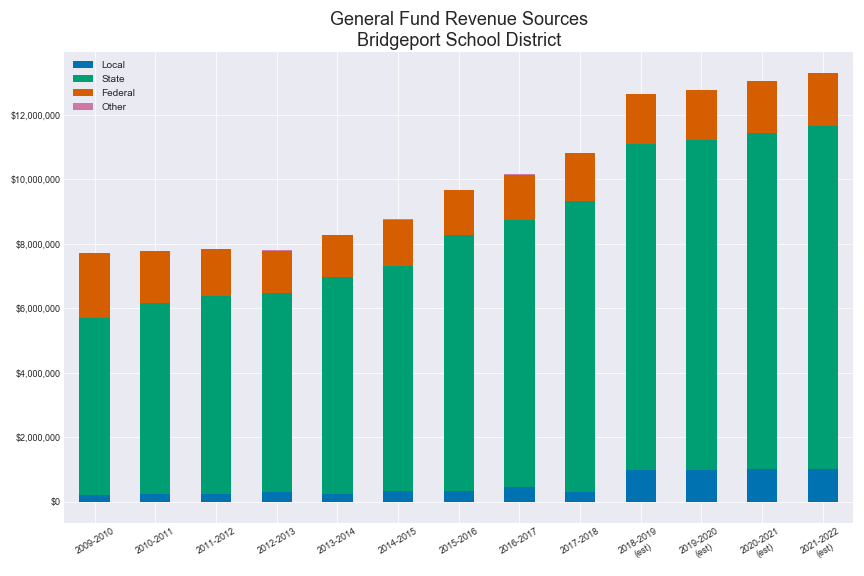 General Fund Revenue Sources
Bridgeport School District
Local
State
Federal
Other
$12,000,000
$10,000,000
$8,000,000
$6,000,000
$4,000,000
$2,000,000
$0
2009-2010
2010-2011
2011-2012
2012-2013
2013-2014
2014-2015
2015-2016
2016-2017
2017-2018
2018-2019
(est)
2019-2020
(est)
2020-2021
(est)
2021-2022
(est)